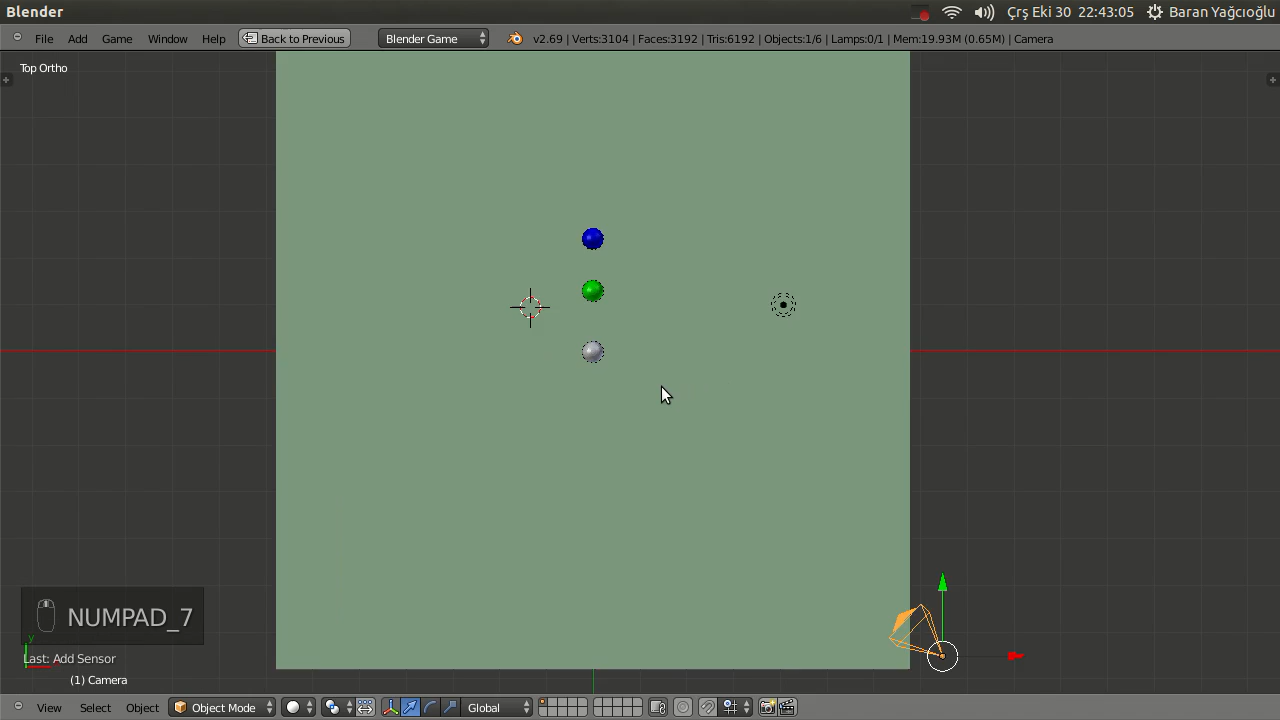 Blender
Çrş Eki 30 22:43:05
Baran Yağcıoğlu
File Add Game Window Help
Back to Previous
Blender Game
v2.69 | Verts:3104 | Faces:3192 | Tris:6192 | Objects:1/6 | Lamps:0/1 | Mem:19.93M (0.65M) | Camera
Top Ortho
NUMPAD_7
y
Last: Add Sensor
(1) Camera
View Select Object
Object Mode
Global